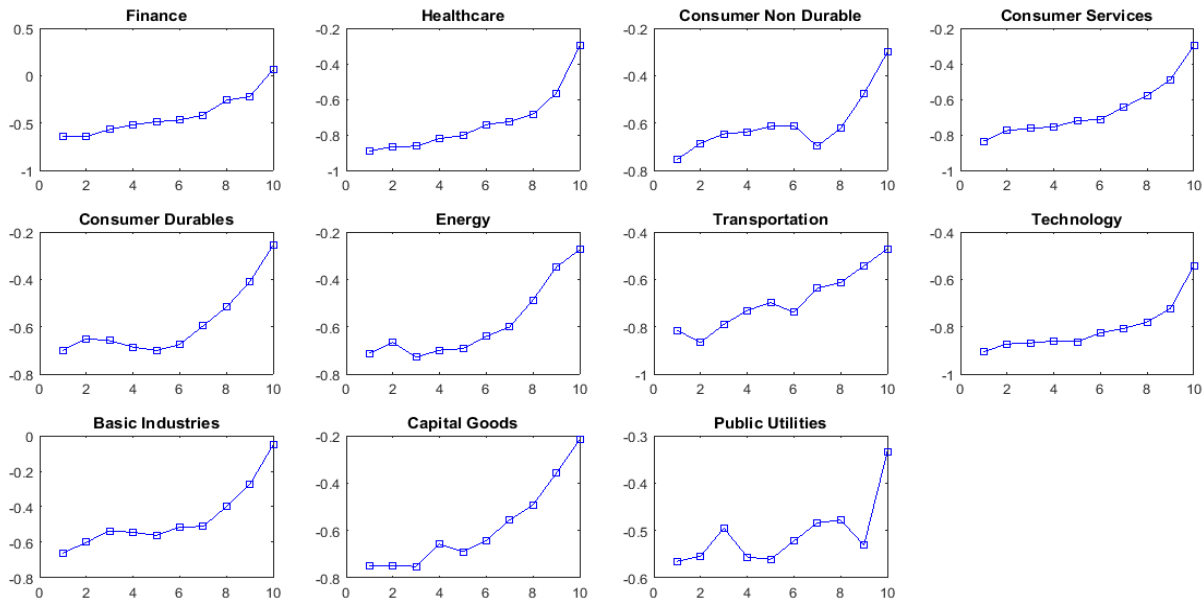 Finance
0.5
0
-0.5
-1
0 2 4 6 8 10
Healthcare
-0.2
-0.4
-0.6
-0.8
-1
0 2 4 6 8 10
Consumer Non Durable
-0.2
-0.4
-0.6
-0.8
0 2 4 6 8 10
Consumer Services
-0.2
-0.4
-0.6
-0.8
-1
0 2 4 6 8 10
Consumer Durables
-0.2
-0.4
-0.6
-0.8
0 2 4 6 8 10
Energy
-0.2
-0.4
-0.6
-0.8
0 2 4 6 8 10
Transportation
-0.4
-0.6
-0.8
-1
0 2 4 6 8 10
Technology
-0.4
-0.6
-0.8
-1
0 2 4 6 8 10
Basic Industries
0
-0.2
-0.4
-0.6
-0.8
0 2 4 6 8 10
Capital Goods
-0.2
-0.4
-0.6
-0.8
0 2 4 6 8 10
Public Utilities
-0.3
-0.4
-0.5
-0.6
0 2 4 6 8 10